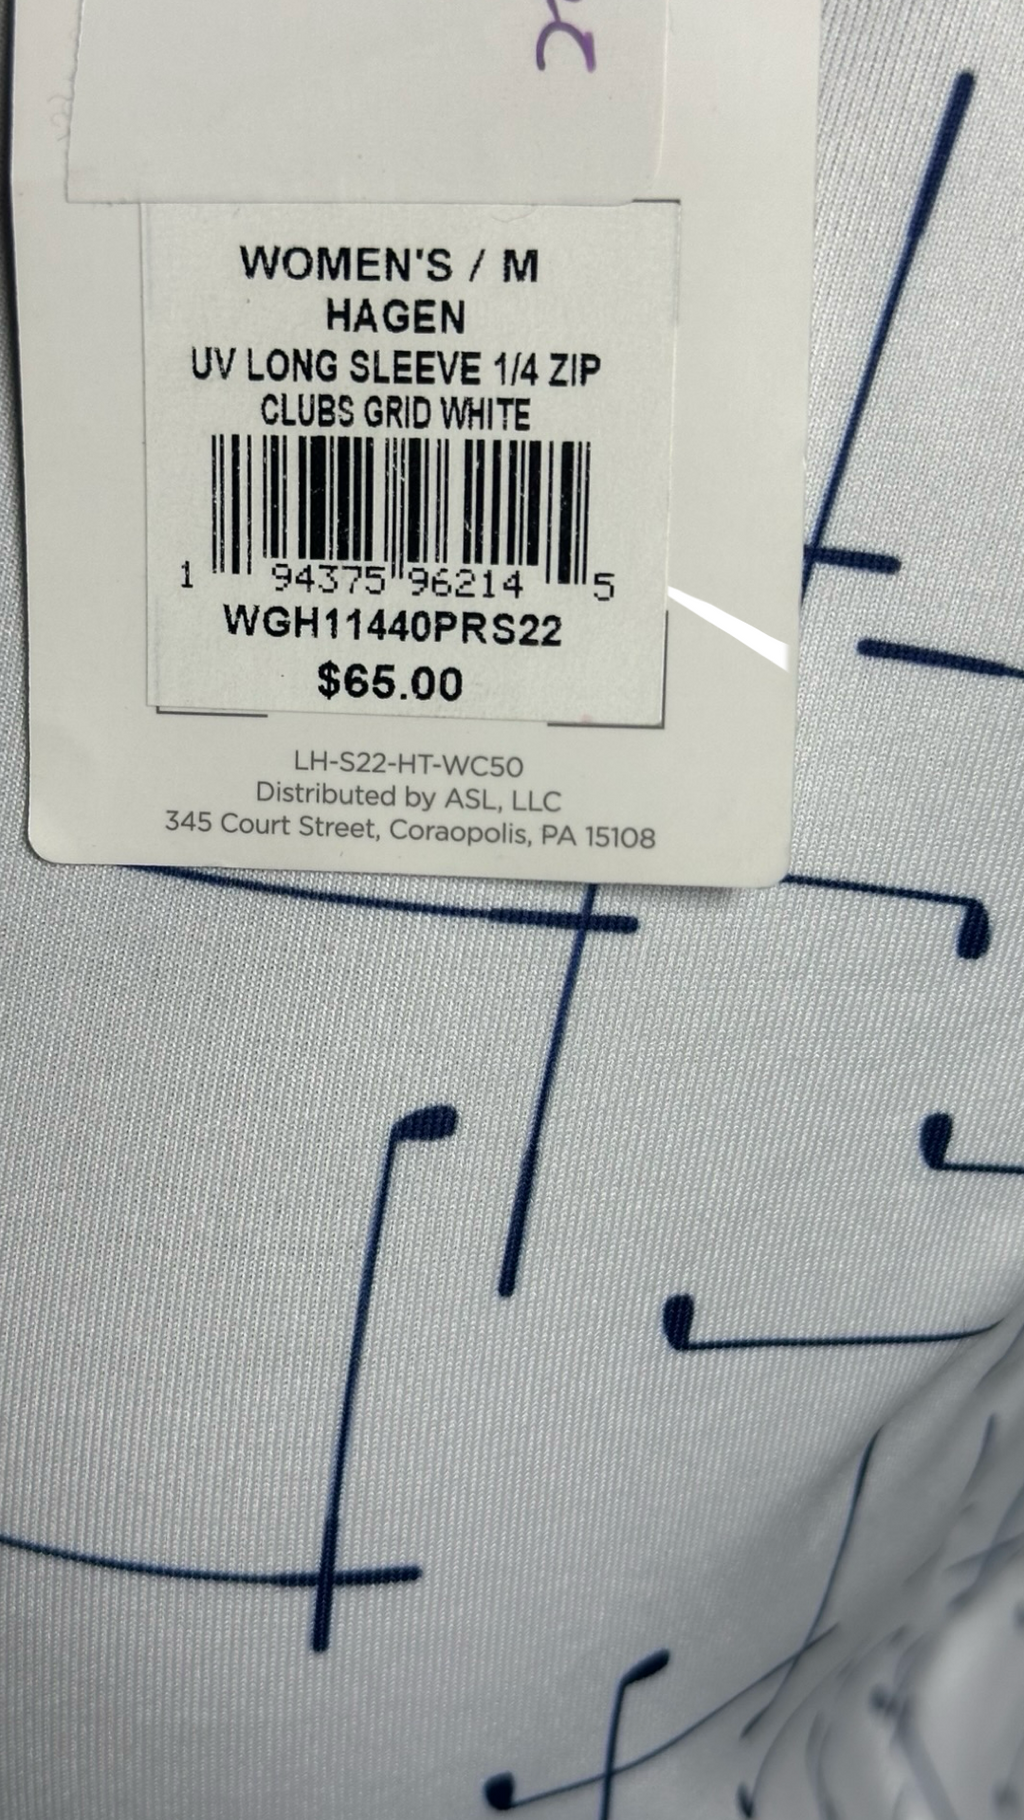 WOMEN'S / M
HAGEN
UV LONG SLEEVE 1/4 ZIP
CLUBS GRID WHITE
1 94375 96214 5
WGH11440PRS22
$65.00
LH-S22-HT-WC50
Distributed by ASL, LLC
345 Court Street, Coraopolis, PA 15108